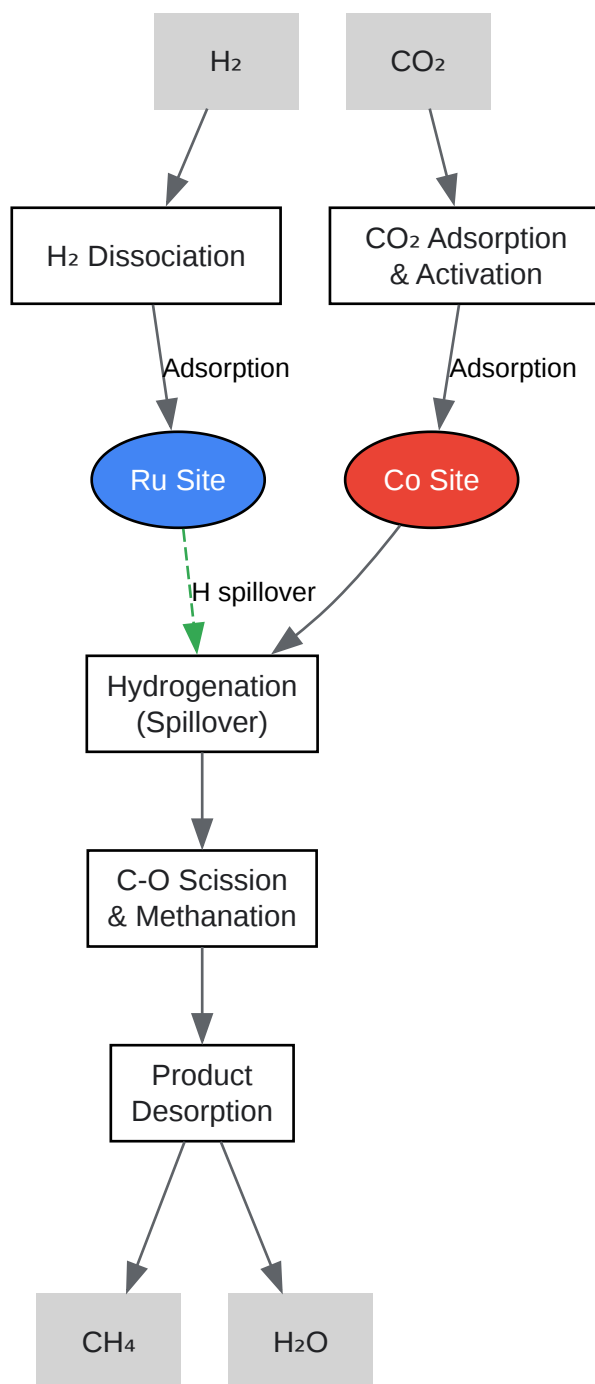 H₂
CO₂
H₂ Dissociation
CO₂ Adsorption
& Activation
Adsorption
Adsorption
Ru Site
Co Site
H spillover
Hydrogenation
(Spillover)
C-O Scission
& Methanation
Product
Desorption
CH₄
H₂O